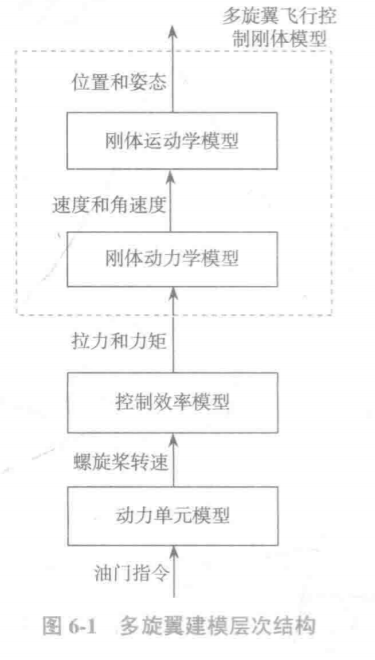 多旋翼飞行控
制刚体模型
位置和姿态
刚体运动学模型
速度和角速度
刚体动力学模型
拉力和力矩
控制效率模型
螺旋桨转速
动力单元模型
油门指令
图 6-1 多旋翼建模层次结构